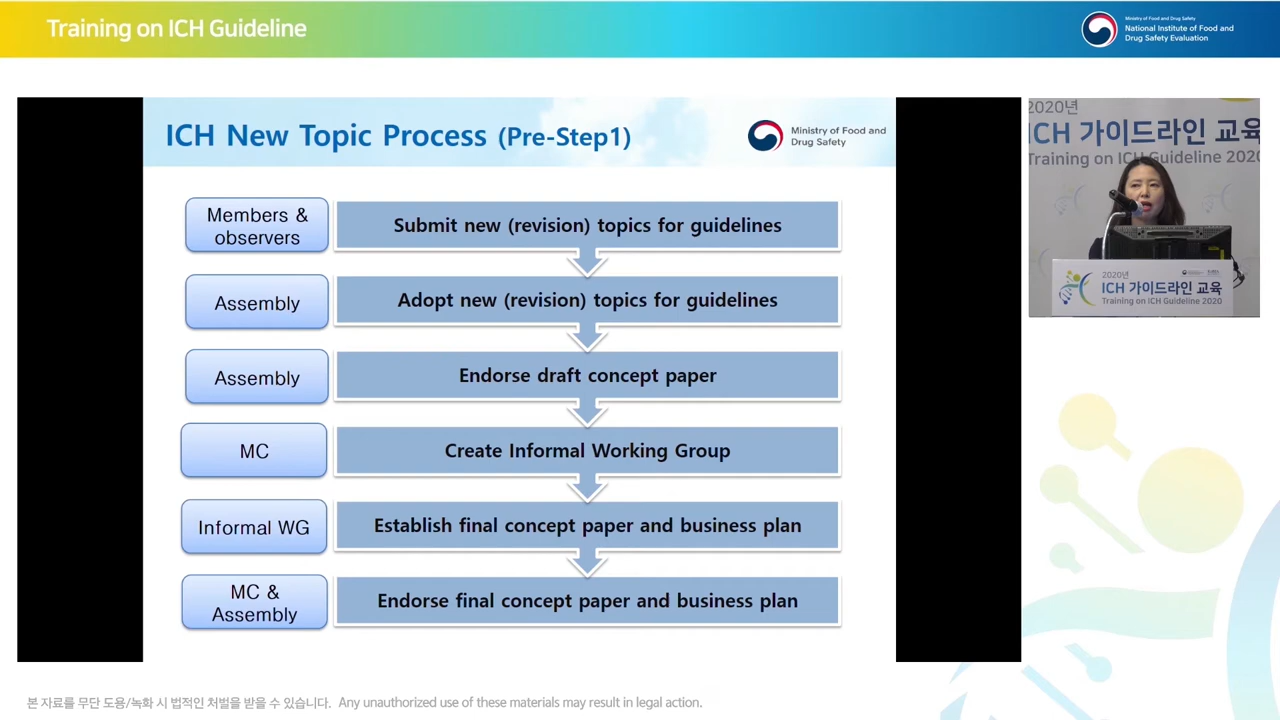 Training on ICH Guideline
Ministry of Food and Drug Safety
National Institute of Food and
Drug Safety Evaluation
ICH New Topic Process (Pre-Step1)
Ministry of Food and
Drug Safety
Members &
observers
Submit new (revision) topics for guidelines
Assembly
Adopt new (revision) topics for guidelines
Assembly
Endorse draft concept paper
MC
Create Informal Working Group
Informal WG
Establish final concept paper and business plan
MC &
Assembly
Endorse final concept paper and business plan
2020년
ICH 가이드라인 교육
Training on ICH Guideline 2020
2020년
ICH 가이드라인 교육
Training on ICH Guideline 2020
본 자료를 무단 도용/녹화 시 법적인 처벌을 받을 수 있습니다. Any unauthorized use of these materials may result in legal action.